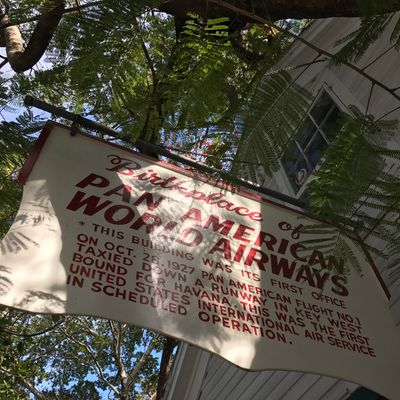 Birthplace of
PAN AMERICAN
WORLD AIRWAYS
* THIS BUILDING WAS ITS FIRST OFFICE
ON OCT. 28, 1927 PAN AMERICAN FLIGHT NO. 1
TAXIED DOWN A RUNWAY IN KEY WEST
BOUND FOR HAVANA. THIS WAS THE FIRST
UNITED STATES INTERNATIONAL AIR SERVICE
IN SCHEDULED OPERATION.